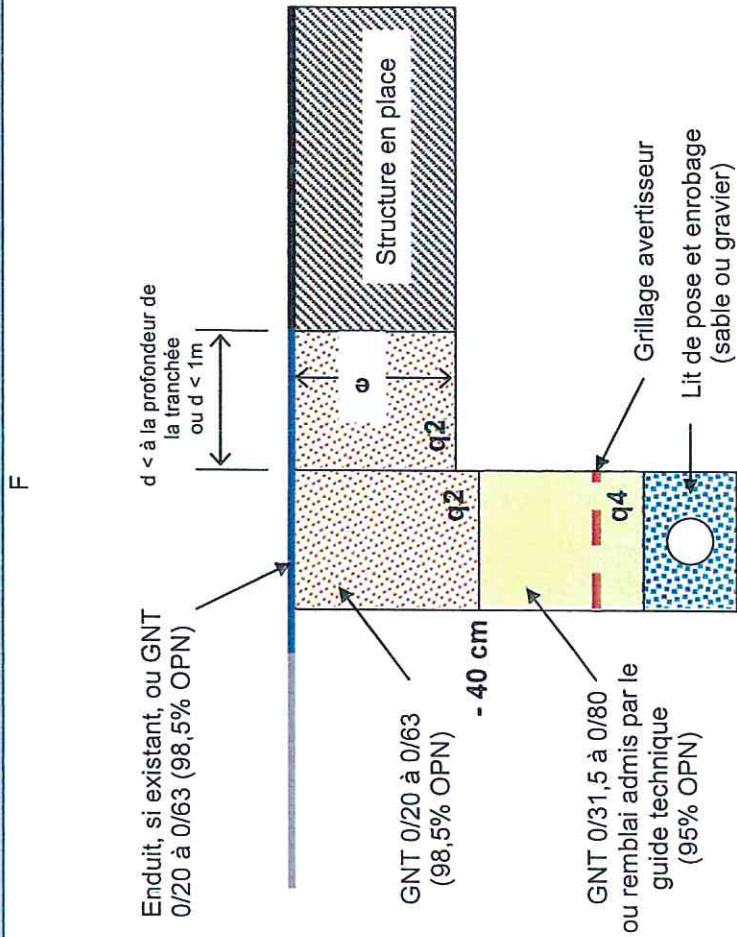 F
d < à la profondeur de
la tranchée
ou d < 1m
Enduit, si existant, ou GNT
0/20 à 0/63 (98,5% OPN)
Structure en place
e
q2
q2
GNT 0/20 à 0/63
(98,5% OPN)
- 40 cm
Grillage avertisseur
q4
GNT 0/31,5 à 0/80
ou remblai admis par le
guide technique
(95% OPN)
Lit de pose et enrobage
(sable ou gravier)